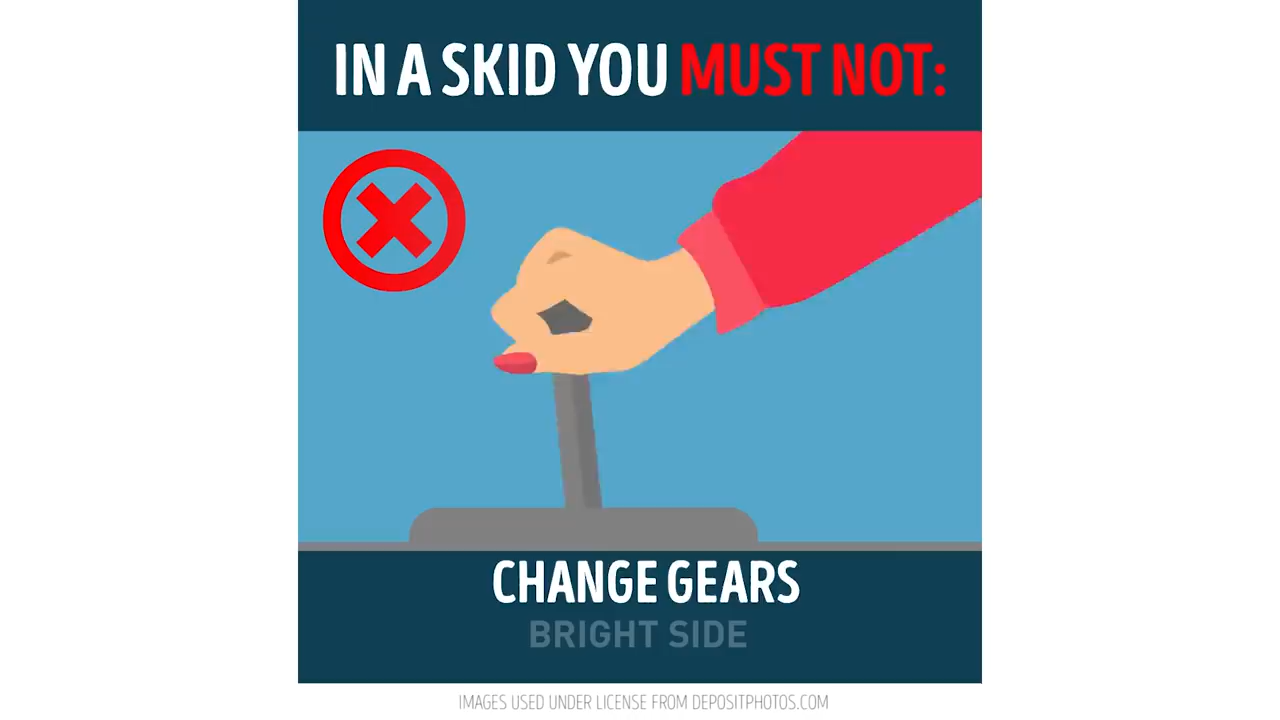 IN A SKID YOU MUST NOT:
CHANGE GEARS
BRIGHT SIDE
IMAGES USED UNDER LICENSE FROM DEPOSITPHOTOS.COM